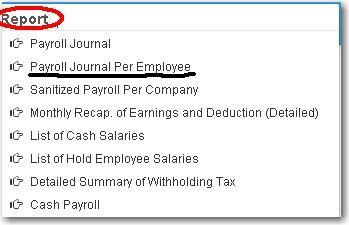 Report
Payroll Journal
Payroll Journal Per Employee
Sanitized Payroll Per Company
Monthly Recap. of Earnings and Deduction (Detailed)
List of Cash Salaries
List of Hold Employee Salaries
Detailed Summary of Withholding Tax
Cash Payroll